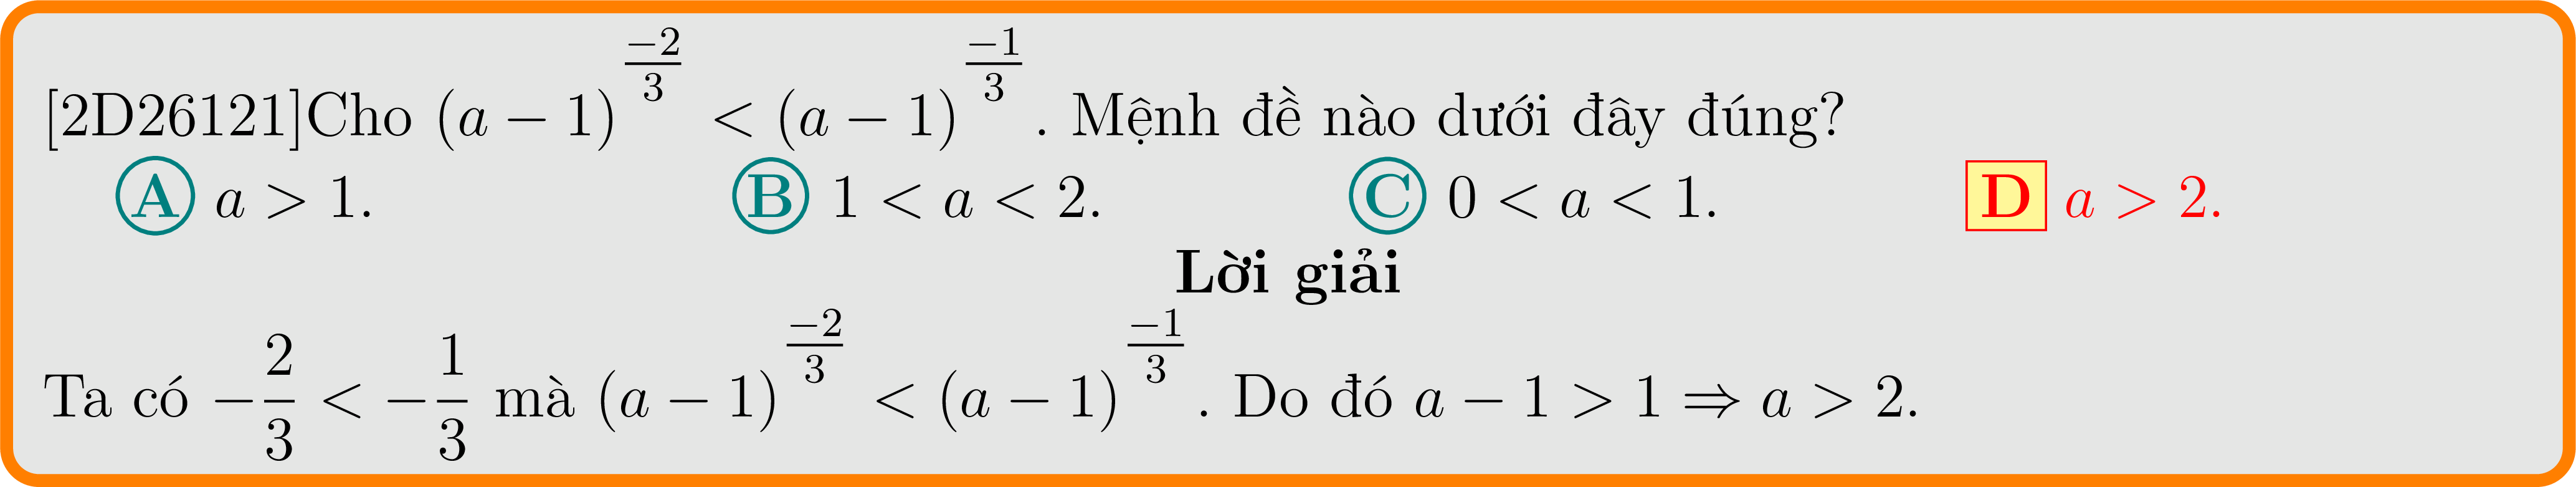 [2D26121]Cho $(a-1)^{\frac{-2}{3}} < (a-1)^{\frac{-1}{3}}$. Mệnh đề nào dưới đây đúng?
A $a > 1$. B $1 < a < 2$. C $0 < a < 1$. D $a > 2$.
Lời giải
Ta có $-\frac{2}{3} < -\frac{1}{3}$ mà $(a-1)^{\frac{-2}{3}} < (a-1)^{\frac{-1}{3}}$. Do đó $a - 1 > 1 \Rightarrow a > 2$.